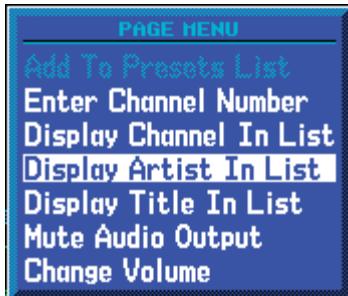 PAGE MENU
Add To Presets List
Enter Channel Number
Display Channel In List
Display Artist In List
Display Title In List
Mute Audio Output
Change Volume